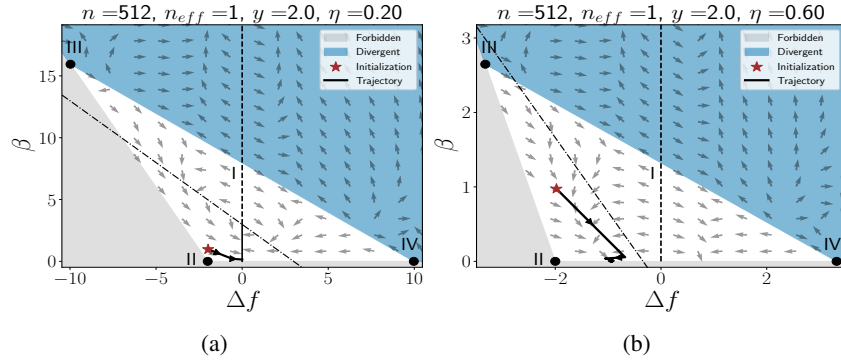 n =512, n_eff =1, y =2.0, η =0.20
n =512, n_eff =1, y =2.0, η =0.60
III
Forbidden
Divergent
Initialization
Trajectory
15
10
5
0
β
I
II
IV
−10
−5
0
5
10
Δf
(a)
III
Forbidden
Divergent
Initialization
Trajectory
3
2
1
0
β
I
II
IV
−2
0
2
Δf
(b)